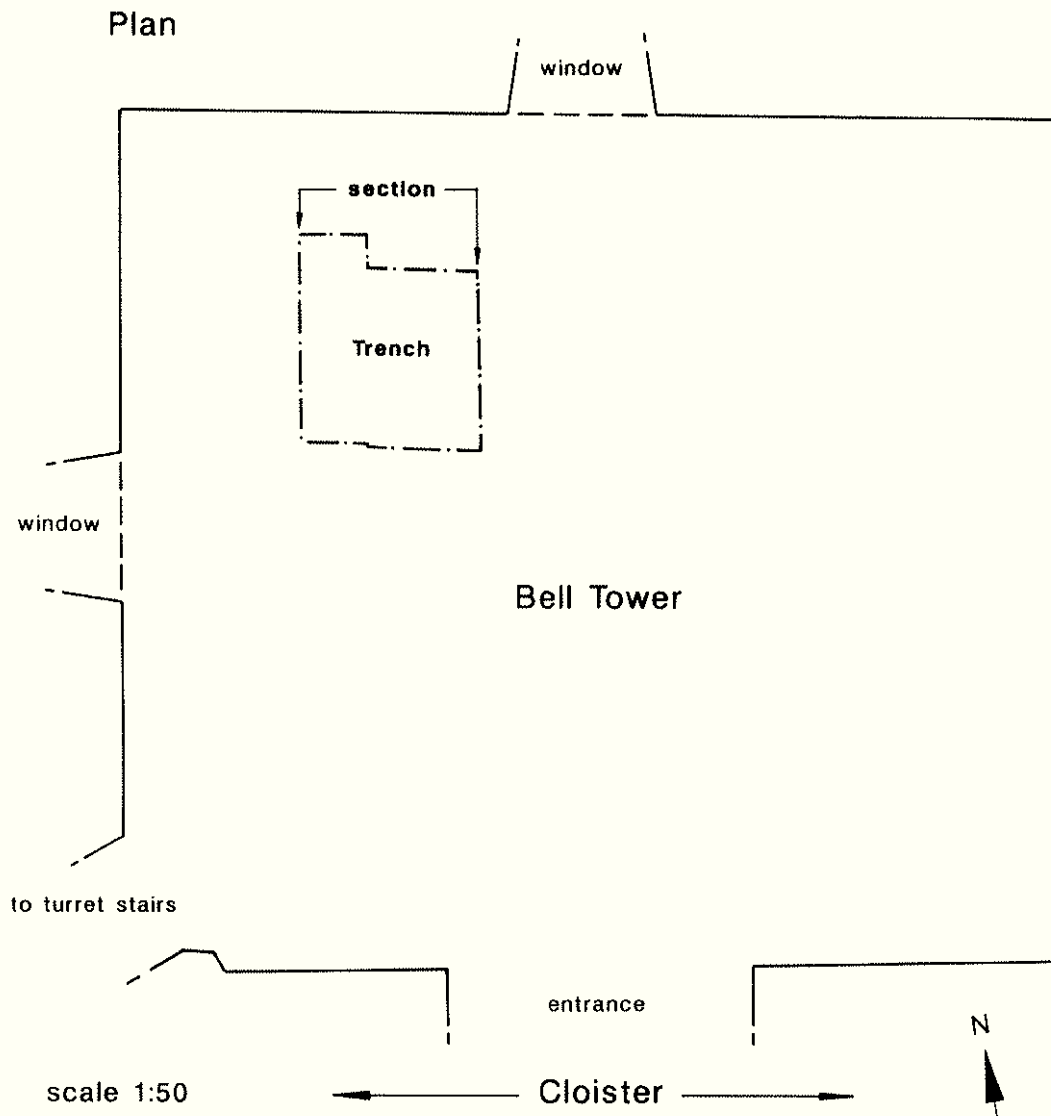 Plan
window
section
Trench
window
Bell Tower
to turret stairs
entrance
N
scale 1:50
Cloister